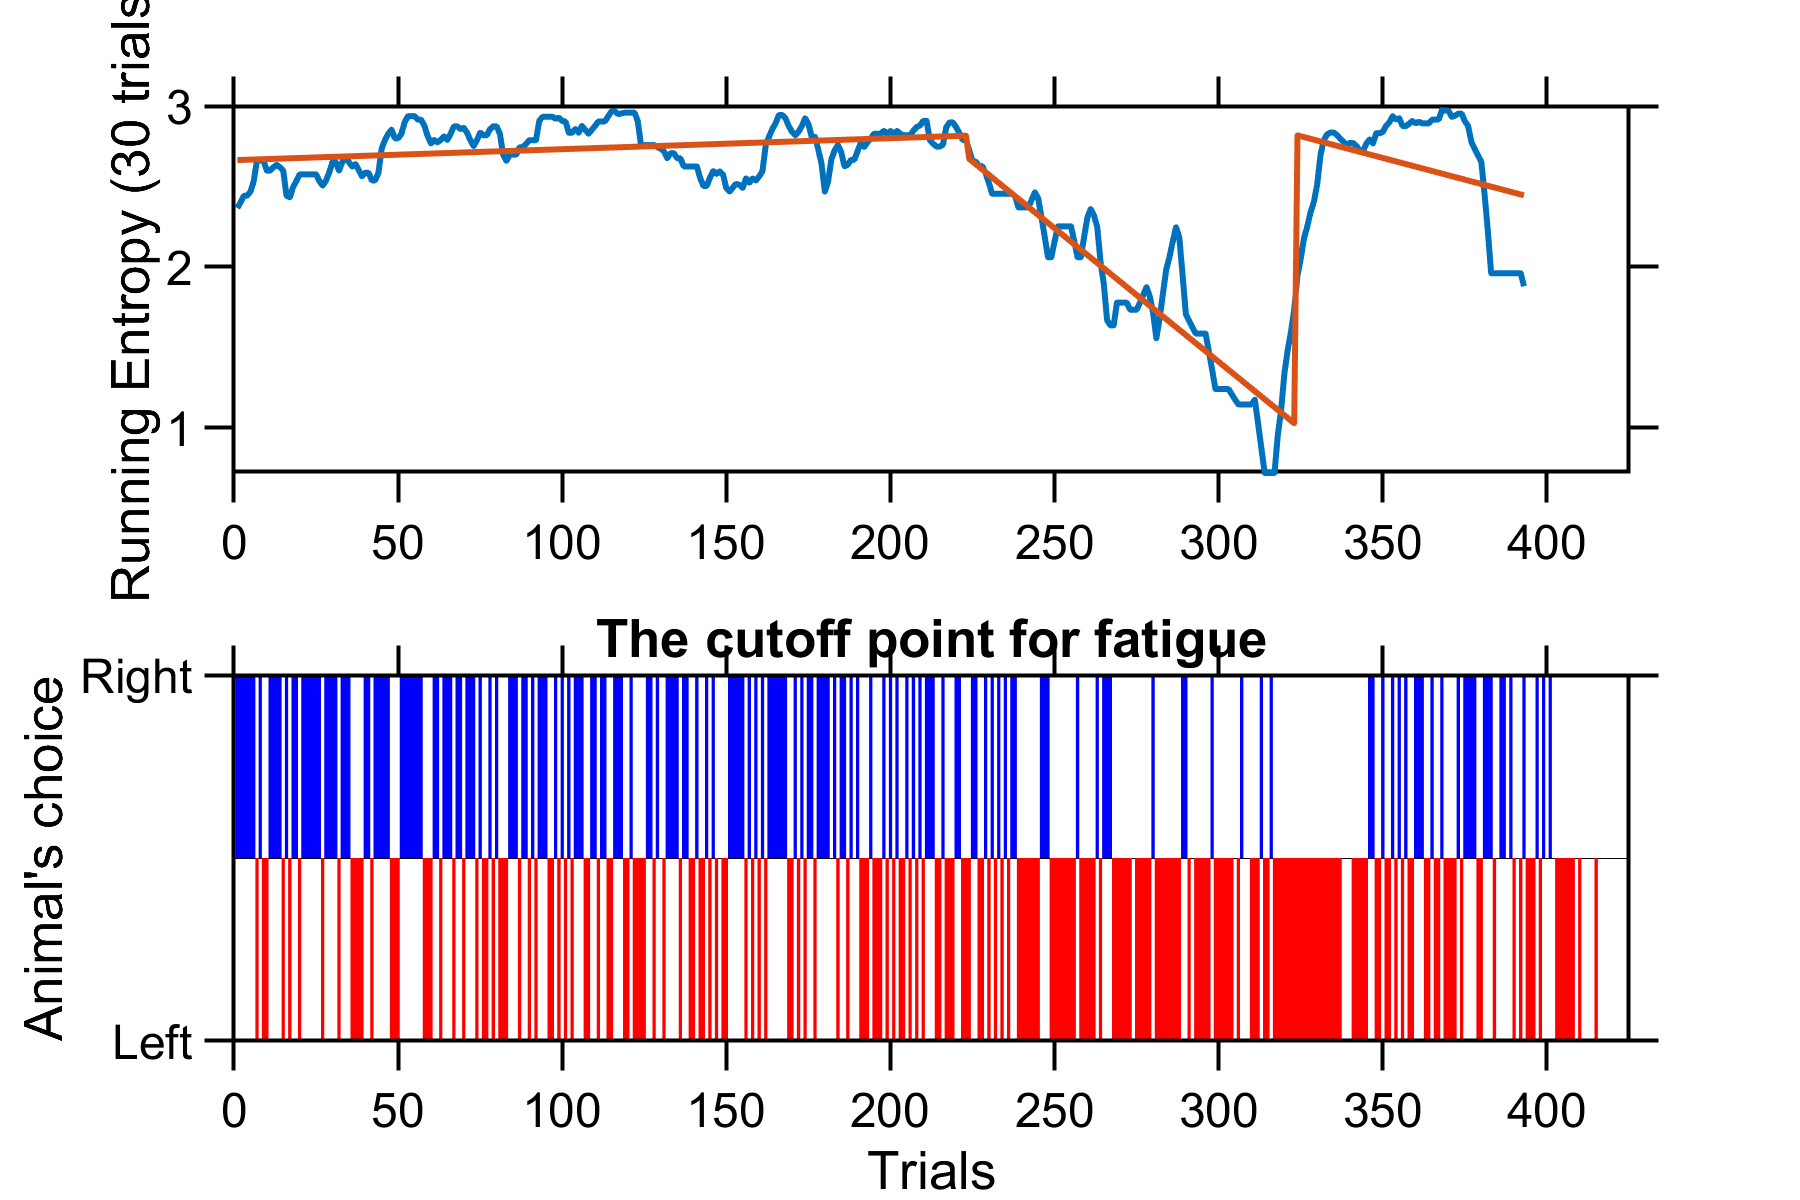 Running Entropy (30 trials
3
2
1
0 50 100 150 200 250 300 350 400
The cutoff point for fatigue
Animal's choice
Right
Left
0 50 100 150 200 250 300 350 400
Trials